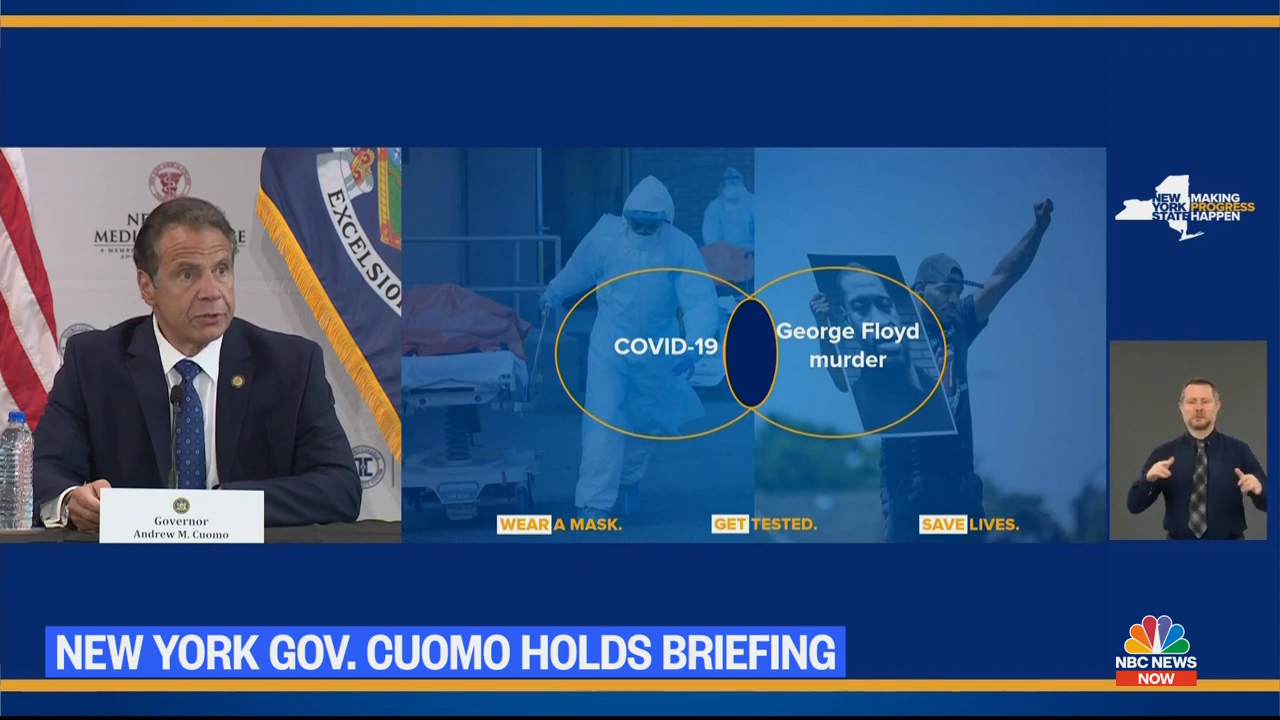 EXCELSIO
Governor
Andrew M. Cuomo
COVID-19
George Floyd
murder
WEAR A MASK.
GET TESTED.
SAVE LIVES.
NEW
YORK
STATE
MAKING
PROGRESS
HAPPEN
NEW YORK GOV. CUOMO HOLDS BRIEFING
NBC NEWS
NOW